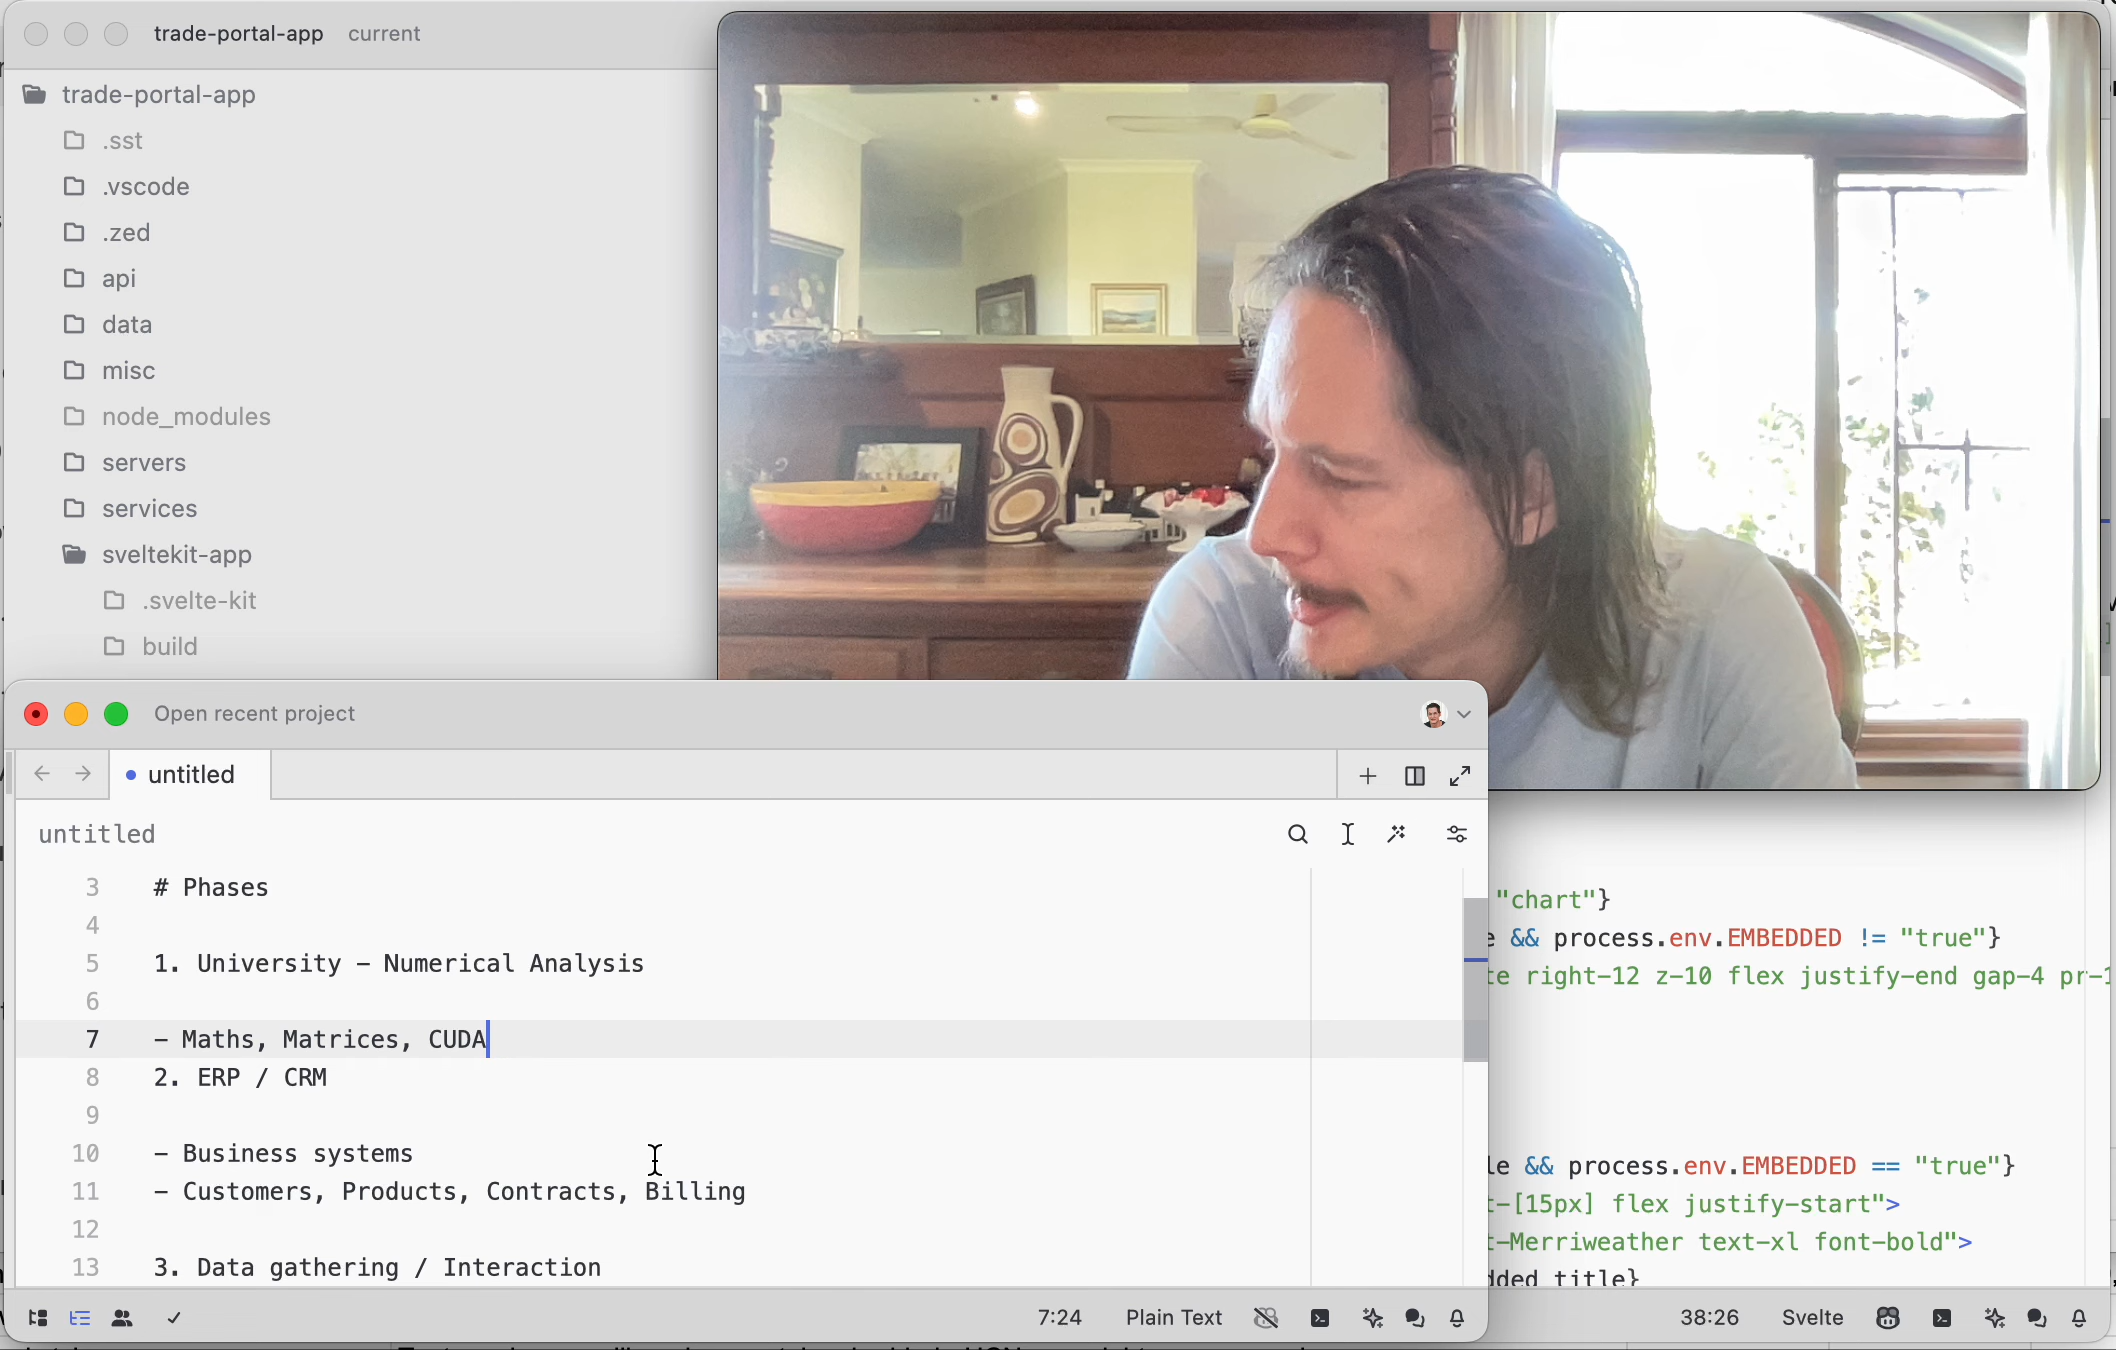 trade-portal-app current
trade-portal-app
.sst
.vscode
.zed
api
data
misc
node_modules
servers
services
sveltekit-app
.svelte-kit
build
Open recent project
untitled
untitled
3 # Phases
4
5 1. University – Numerical Analysis
6
7 – Maths, Matrices, CUDA
8 2. ERP / CRM
9
10 – Business systems
11 – Customers, Products, Contracts, Billing
12
13 3. Data gathering / Interaction
7:24 Plain Text
"chart"}
&& process.env.EMBEDDED != "true"}
right-12 z-10 flex justify-end gap-4 pr-1
&& process.env.EMBEDDED == "true"}
-[15px] flex justify-start">
-Merriweather text-xl font-bold">
title}
38:26 Svelte